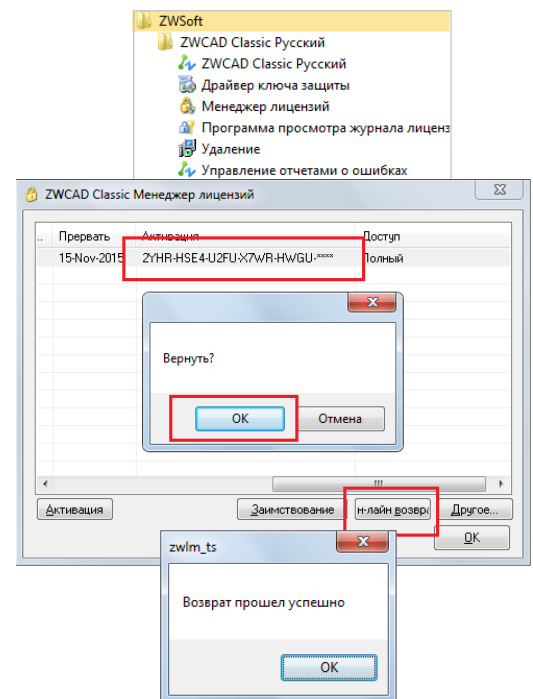 ZWSoft
ZWCAD Classic Русский
ZWCAD Classic Русский
Драйвер ключа защиты
Менеджер лицензий
Программа просмотра журнала лиценз
Удаление
Управление отчетами о ошибках
ZWCAD Classic Менеджер лицензий
.. Прервать Активация Доступ
15-Nov-2015 2YHR-HSE4-U2FU-X7WR-HWGU-**** Полный
Вернуть?
OK Отмена
Активация Заимствование н-лайн возвра Другое...
OK
zwlm_ts
Возврат прошел успешно
OK